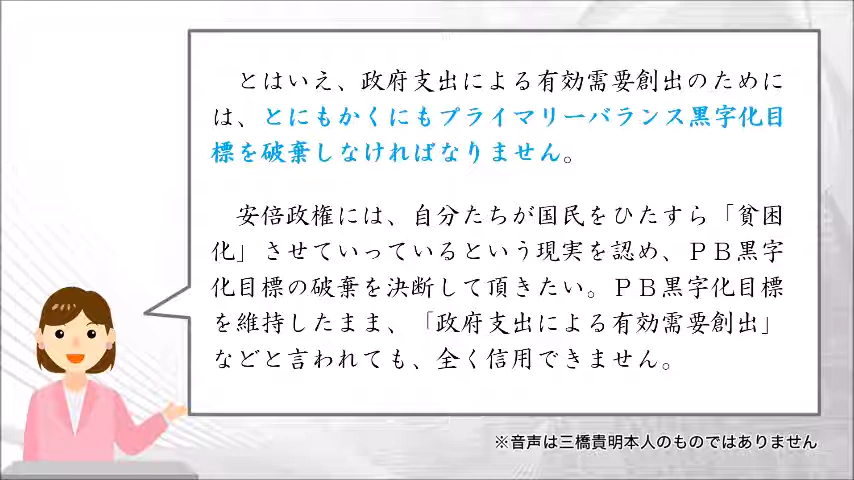 とはいえ、政府支出による有効需要創出のために
は、とにもかくにもプライマリーバランス黒字化目
標を破棄しなければなりません。
安倍政権には、自分たちが国民をひたすら「貧困
化」させていっているという現実を認め、ＰＢ黒字
化目標の破棄を決断して頂きたい。ＰＢ黒字化目標
を維持したまま、「政府支出による有効需要創出」
などと言われても、全く信用できません。
※音声は三橋貴明本人のものではありません